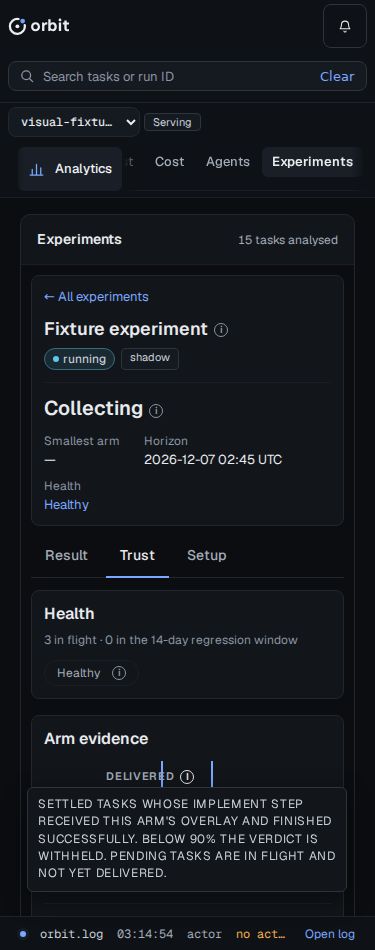 orbit
Search tasks or run ID Clear
visual-fixtu… Serving
Analytics t Cost Agents Experiments
Experiments 15 tasks analysed
← All experiments
Fixture experiment
running shadow
Collecting
Smallest arm Horizon
— 2026-12-07 02:45 UTC
Health
Healthy
Result Trust Setup
Health
3 in flight · 0 in the 14-day regression window
Healthy
Arm evidence
DELIVERED
SETTLED TASKS WHOSE IMPLEMENT STEP
RECEIVED THIS ARM'S OVERLAY AND FINISHED
SUCCESSFULLY. BELOW 90% THE VERDICT IS
WITHHELD. PENDING TASKS ARE IN FLIGHT AND
NOT YET DELIVERED.
orbit.log 03:14:54 actor no act… Open log